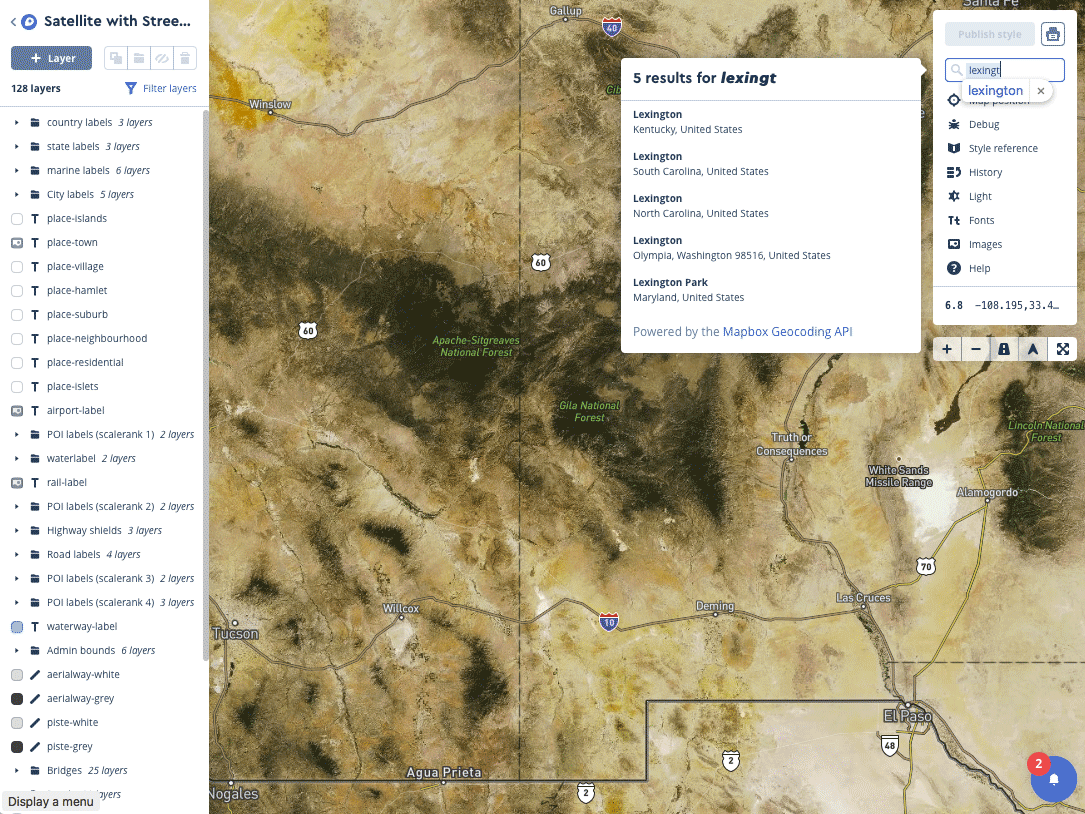 Satellite with Stree...
+ Layer
128 layers
Filter layers
country labels 3 layers
state labels 3 layers
marine labels 6 layers
City labels 5 layers
T place-islands
T place-town
T place-village
T place-hamlet
T place-suburb
T place-neighbourhood
T place-residential
T place-islets
T airport-label
POI labels (scalerank 1) 2 layers
waterlabel 2 layers
T rail-label
POI labels (scalerank 2) 2 layers
Highway shields 3 layers
Road labels 4 layers
POI labels (scalerank 3) 2 layers
POI labels (scalerank 4) 3 layers
T waterway-label
Admin bounds 6 layers
aerialway-white
aerialway-grey
piste-white
piste-grey
Bridges 25 layers
layers
Display a menu
Gallup
40
Santa Fe
Winslow
60
60
Apache-Sitgreaves
National Forest
Gila National
Forest
Truth or
Consequences
White Sands
Missile Range
Lincoln National
Forest
Alamogordo
70
Las Cruces
Deming
10
Willcox
Tucson
El Paso
48
2
Agua Prieta
2
Nogales
5 results for lexingt
Lexington
Kentucky, United States
Lexington
South Carolina, United States
Lexington
North Carolina, United States
Lexington
Olympia, Washington 98516, United States
Lexington Park
Maryland, United States
Powered by the Mapbox Geocoding API
Publish style
lexingt
lexington ×
Map position
Debug
Style reference
History
Light
Tt Fonts
Images
? Help
6.8 −108.195,33.4…
+ −
2